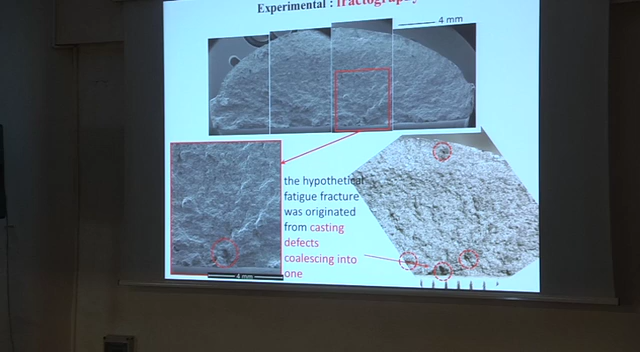 Experimental : fractography
4 mm
the hypothetical
fatigue fracture
was originated
from casting
defects
coalescing into
one
4 mm